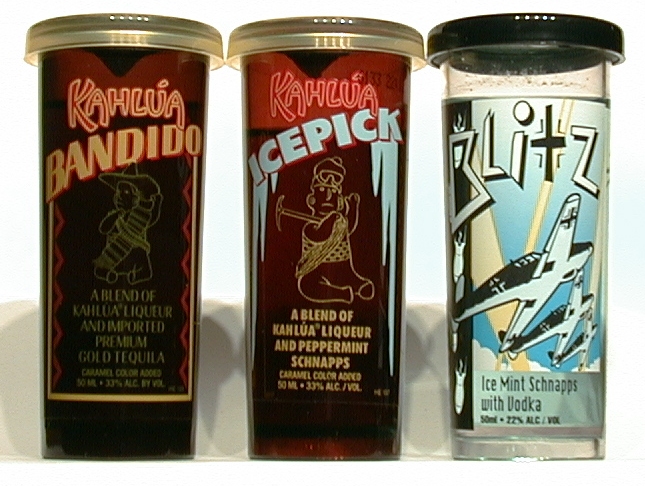 KAHLÚA
BANDIDO
A BLEND OF
KAHLÚA® LIQUEUR
AND IMPORTED
PREMIUM
GOLD TEQUILA
CARAMEL COLOR ADDED
50 ML • 33% ALC. BY VOL.
KAHLÚA
ICEPICK
A BLEND OF
KAHLÚA® LIQUEUR
AND PEPPERMINT
SCHNAPPS
CARAMEL COLOR ADDED
50 ML • 33% ALC./VOL.
BLitZ
Ice Mint Schnapps
with Vodka
50ml • 22% ALC / VOL